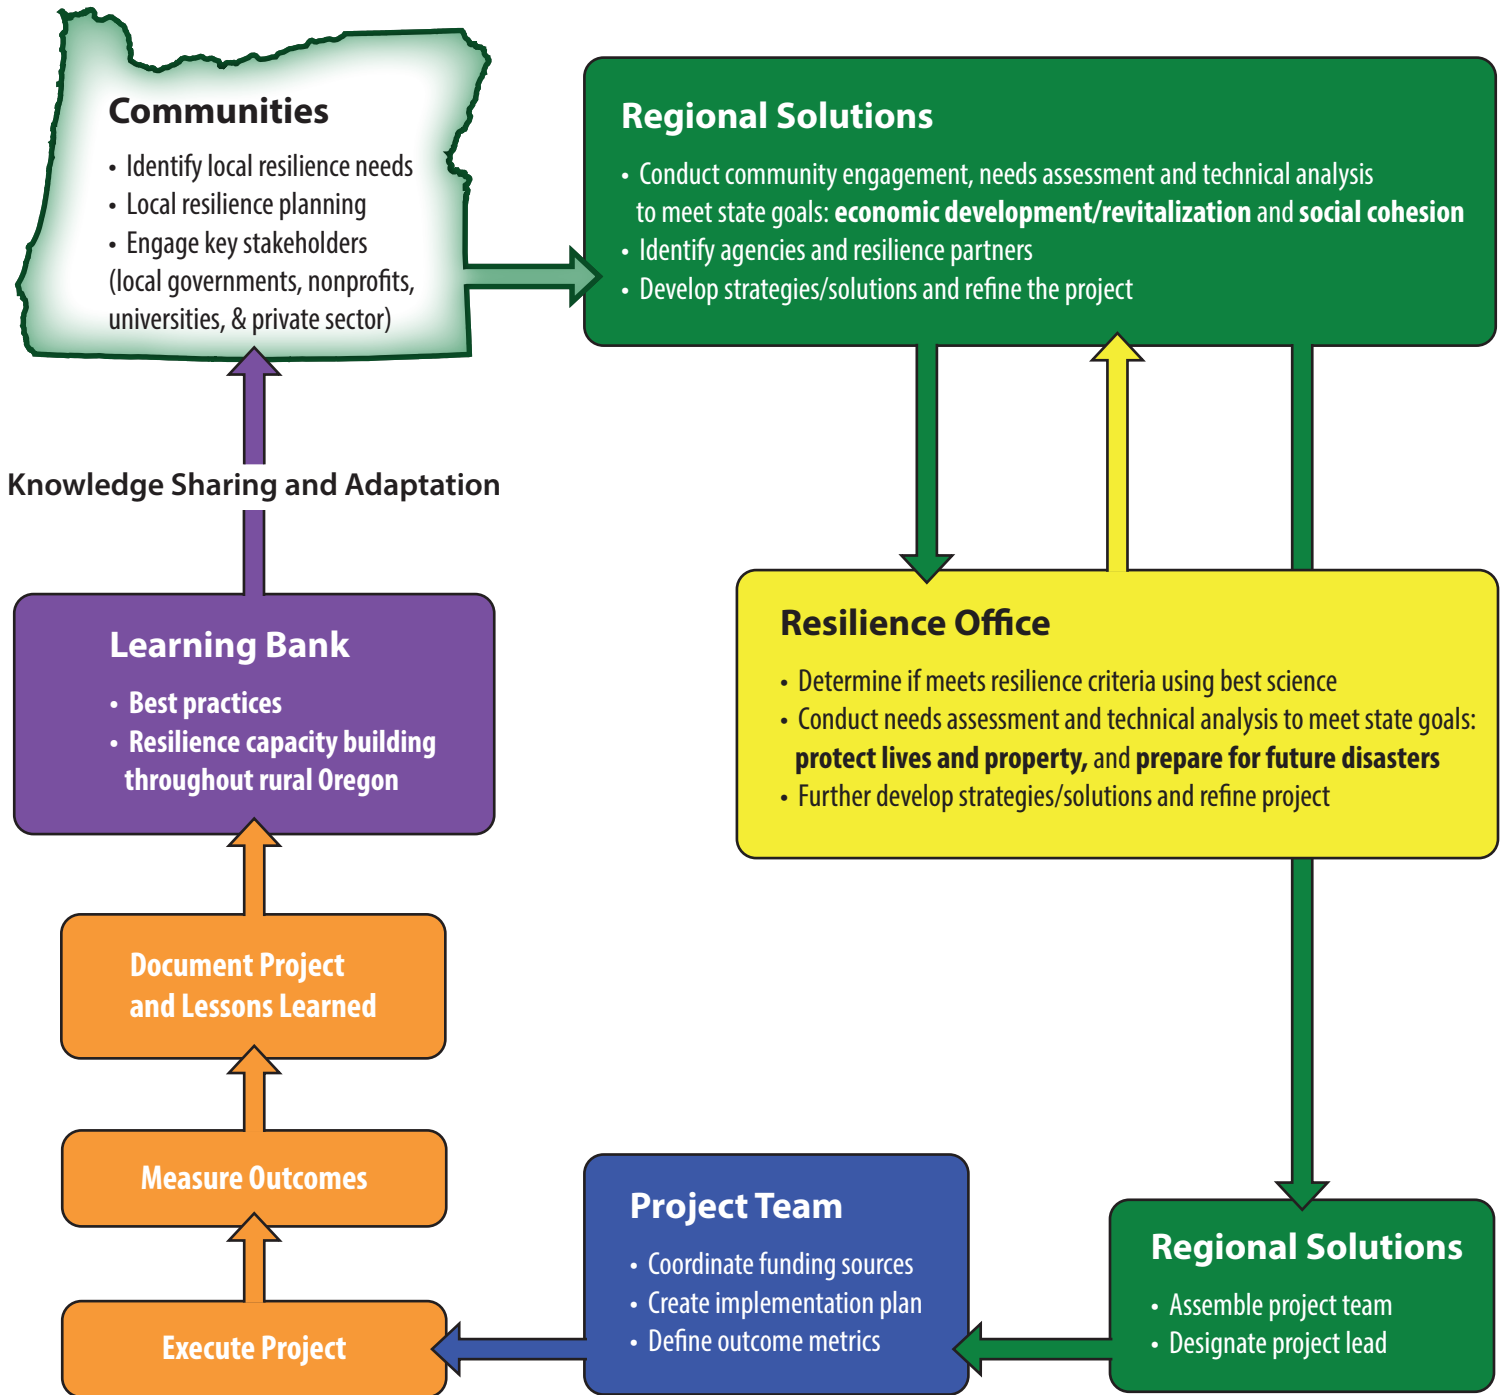 Communities
• Identify local resilience needs
• Local resilience planning
• Engage key stakeholders
(local governments, nonprofits,
universities, & private sector)
Regional Solutions
• Conduct community engagement, needs assessment and technical analysis
to meet state goals: economic development/revitalization and social cohesion
• Identify agencies and resilience partners
• Develop strategies/solutions and refine the project
Knowledge Sharing and Adaptation
Resilience Office
• Determine if meets resilience criteria using best science
• Conduct needs assessment and technical analysis to meet state goals:
protect lives and property, and prepare for future disasters
• Further develop strategies/solutions and refine project
Learning Bank
• Best practices
• Resilience capacity building
throughout rural Oregon
Document Project
and Lessons Learned
Measure Outcomes
Execute Project
Project Team
• Coordinate funding sources
• Create implementation plan
• Define outcome metrics
Regional Solutions
• Assemble project team
• Designate project lead